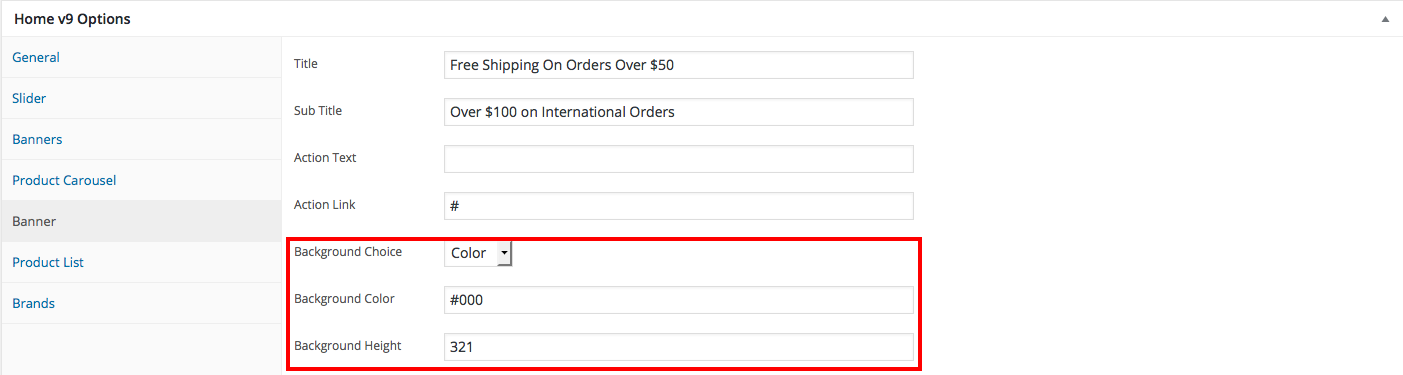 Home v9 Options
General
Slider
Banners
Product Carousel
Banner
Product List
Brands
Title Free Shipping On Orders Over $50
Sub Title Over $100 on International Orders
Action Text
Action Link #
Background Choice Color
Background Color #000
Background Height 321